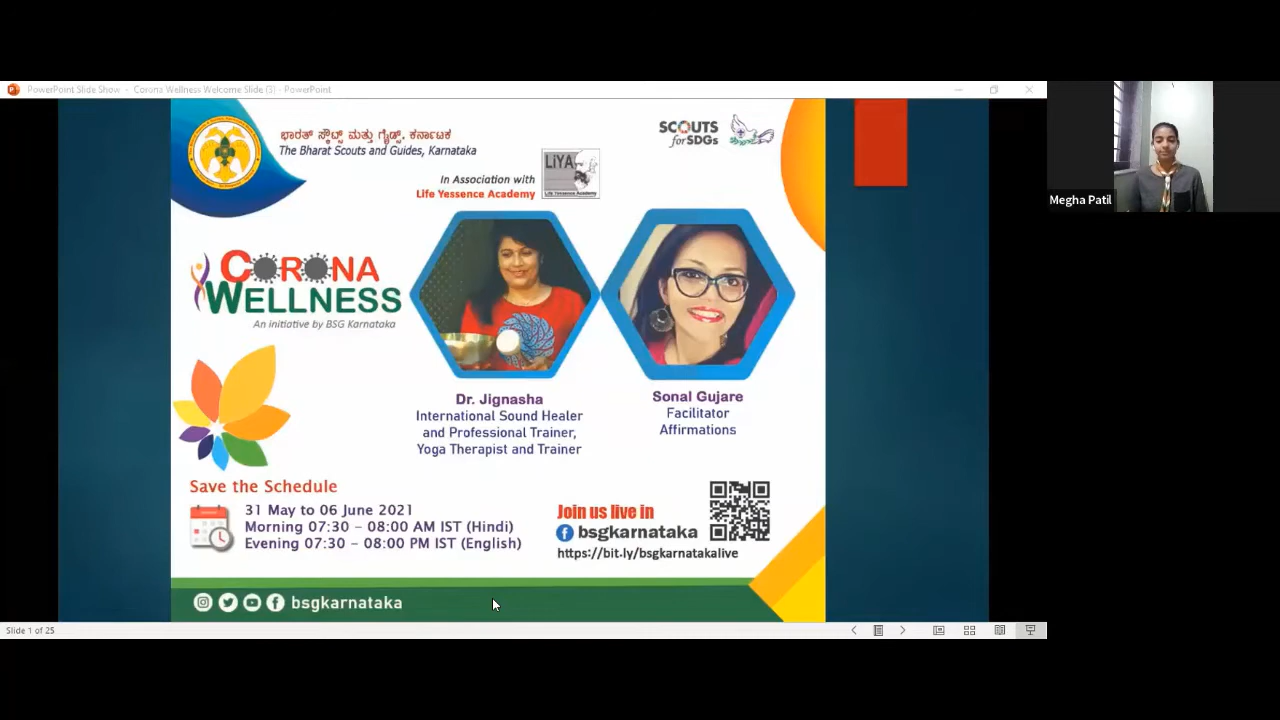 PowerPoint Slide Show - Corona Wellness Welcome Slide (3) - PowerPoint
ಭಾರತ್ ಸ್ಕೌಟ್ಸ್ ಮತ್ತು ಗೈಡ್ಸ್, ಕರ್ನಾಟಕ
The Bharat Scouts and Guides, Karnataka
SCOUTS
for SDGs
In Association with
Life Yessence Academy
LiYA
Life Yessence Academy
Megha Patil
CORONA
WELLNESS
An initiative by BSG Karnataka
Dr. Jignasha
International Sound Healer
and Professional Trainer,
Yoga Therapist and Trainer
Sonal Gujare
Facilitator
Affirmations
Save the Schedule
31 May to 06 June 2021
Morning 07:30 – 08:00 AM IST (Hindi)
Evening 07:30 – 08:00 PM IST (English)
Join us live in
bsgkarnataka
https://bit.ly/bsgkarnatakalive
bsgkarnataka
Slide 1 of 25